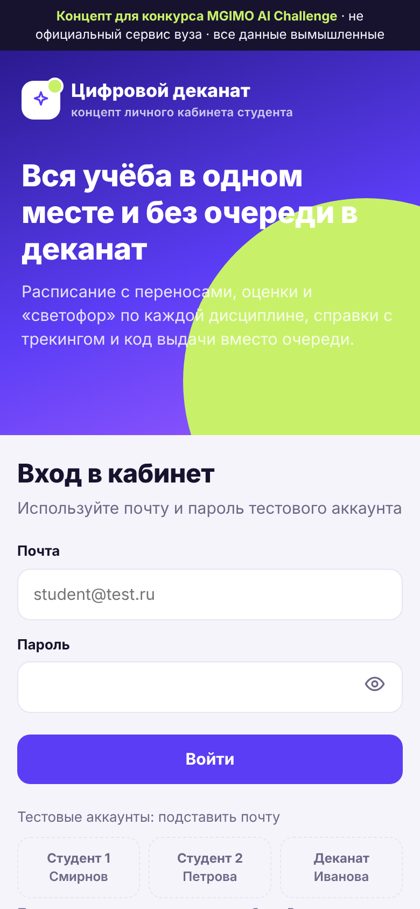 Концепт для конкурса MGIMO AI Challenge · не
официальный сервис вуза · все данные вымышленные
Цифровой деканат
концепт личного кабинета студента
Вся учёба в одном
месте и без очереди в
деканат
Расписание с переносами, оценки и
«светофор» по каждой дисциплине, справки с
трекингом и код выдачи вместо очереди.
Вход в кабинет
Используйте почту и пароль тестового аккаунта
Почта
student@test.ru
Пароль
Войти
Тестовые аккаунты: подставить почту
Студент 1 Студент 2 Деканат
Смирнов Петрова Иванова